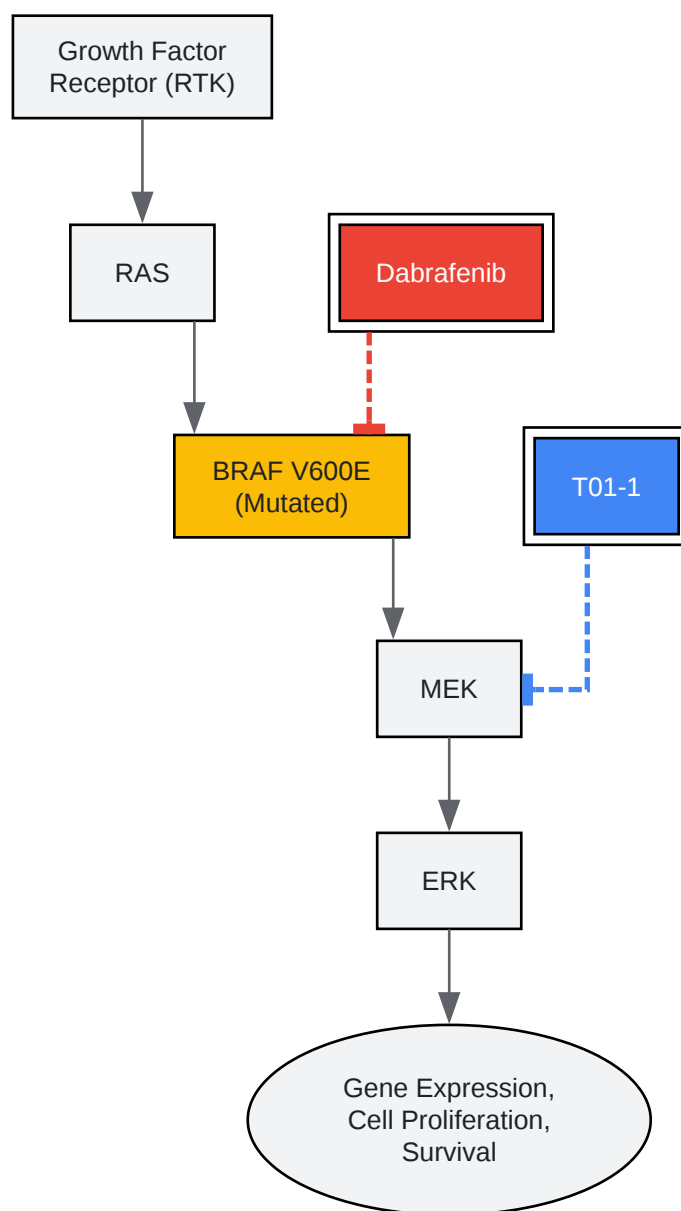 Growth Factor
Receptor (RTK)
RAS
Dabrafenib
BRAF V600E
(Mutated)
T01-1
MEK
ERK
Gene Expression,
Cell Proliferation,
Survival